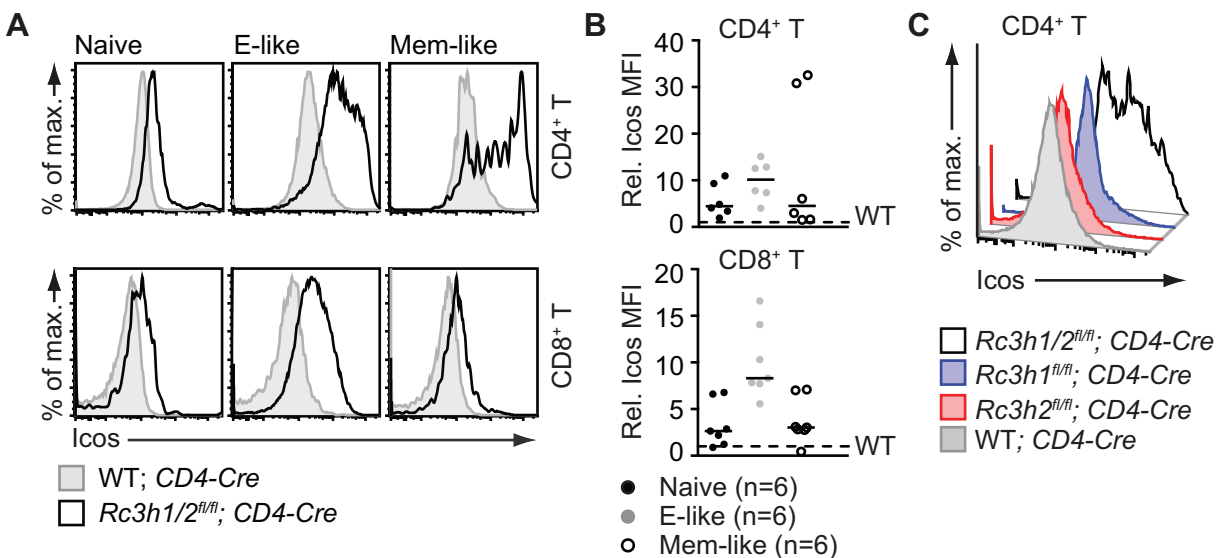 A
Naive
E-like
Mem-like
% of max.
CD4+ T
% of max.
CD8+ T
Icos
WT; CD4-Cre
Rc3h1/2fl/fl; CD4-Cre
B
CD4+ T
Rel. Icos MFI
40
30
20
10
1
0
WT
CD8+ T
Rel. Icos MFI
20
15
10
5
1
0
WT
Naive (n=6)
E-like (n=6)
Mem-like (n=6)
C
CD4+ T
% of max.
Icos
Rc3h1/2fl/fl; CD4-Cre
Rc3h1fl/fl; CD4-Cre
Rc3h2fl/fl; CD4-Cre
WT; CD4-Cre